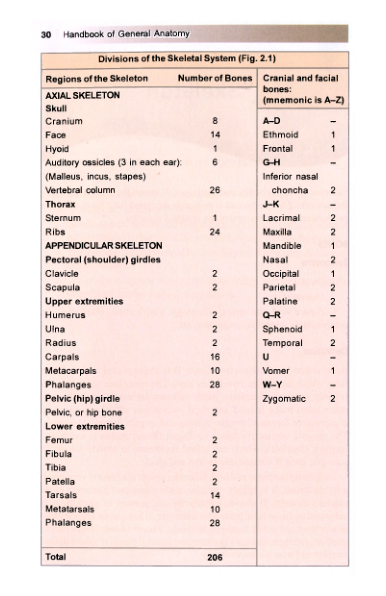 30 Handbook of General Anatomy
Divisions of the Skeletal System (Fig. 2.1)
Regions of the Skeleton Number of Bones
AXIAL SKELETON
Skull
Cranium 8
Face 14
Hyoid 1
Auditory ossicles (3 in each ear): 6
(Malleus, incus, stapes)
Vertebral column 26
Thorax
Sternum 1
Ribs 24
APPENDICULAR SKELETON
Pectoral (shoulder) girdles
Clavicle 2
Scapula 2
Upper extremities
Humerus 2
Ulna 2
Radius 2
Carpals 16
Metacarpals 10
Phalanges 28
Pelvic (hip) girdle
Pelvic, or hip bone 2
Lower extremities
Femur 2
Fibula 2
Tibia 2
Patella 2
Tarsals 14
Metatarsals 10
Phalanges 28
Total 206
Cranial and facial
bones:
(mnemonic is A–Z)
A–D –
Ethmoid 1
Frontal 1
G–H –
Inferior nasal
choncha 2
J–K –
Lacrimal 2
Maxilla 2
Mandible 1
Nasal 2
Occipital 1
Parietal 2
Palatine 2
Q–R –
Sphenoid 1
Temporal 2
U –
Vomer 1
W–Y –
Zygomatic 2